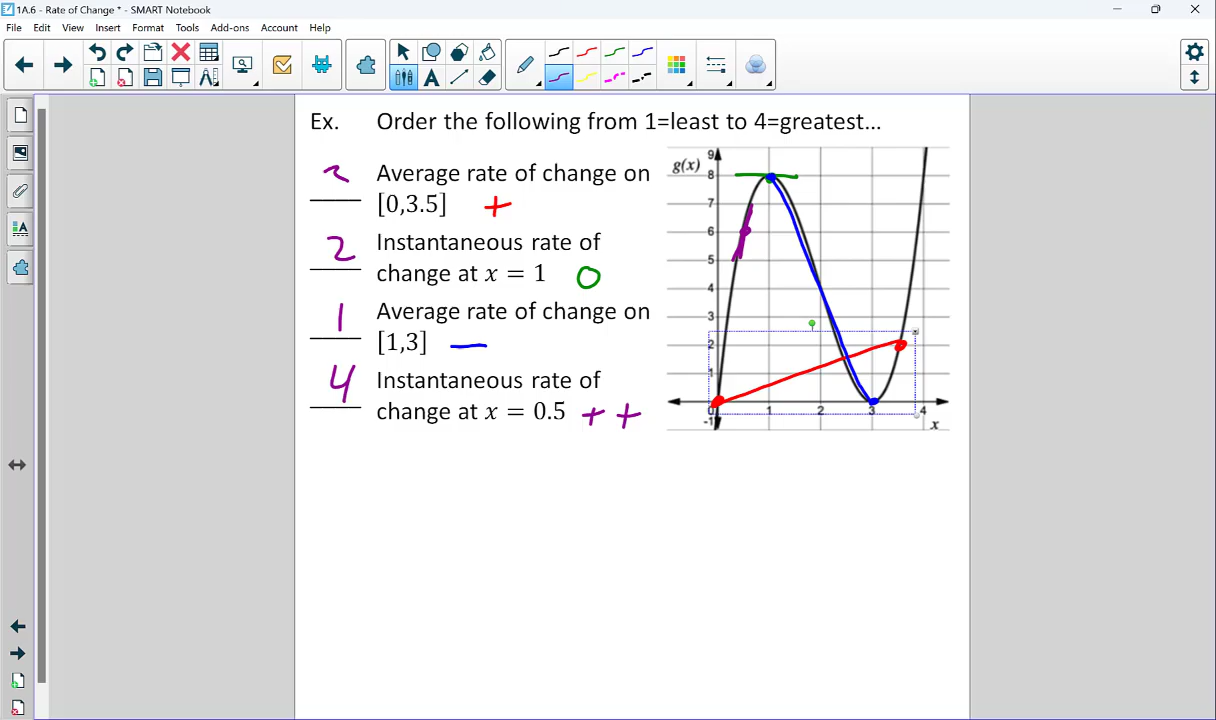 1A.6 - Rate of Change * - SMART Notebook
File Edit View Insert Format Tools Add-ons Account Help
Ex. Order the following from 1=least to 4=greatest...
3 Average rate of change on
[0,3.5] +
2 Instantaneous rate of
change at x = 1 0
1 Average rate of change on
[1,3] —
4 Instantaneous rate of
change at x = 0.5 + +
g(x)
9
8
7
6
5
4
3
2
1
0 1 2 3 4
-1
x